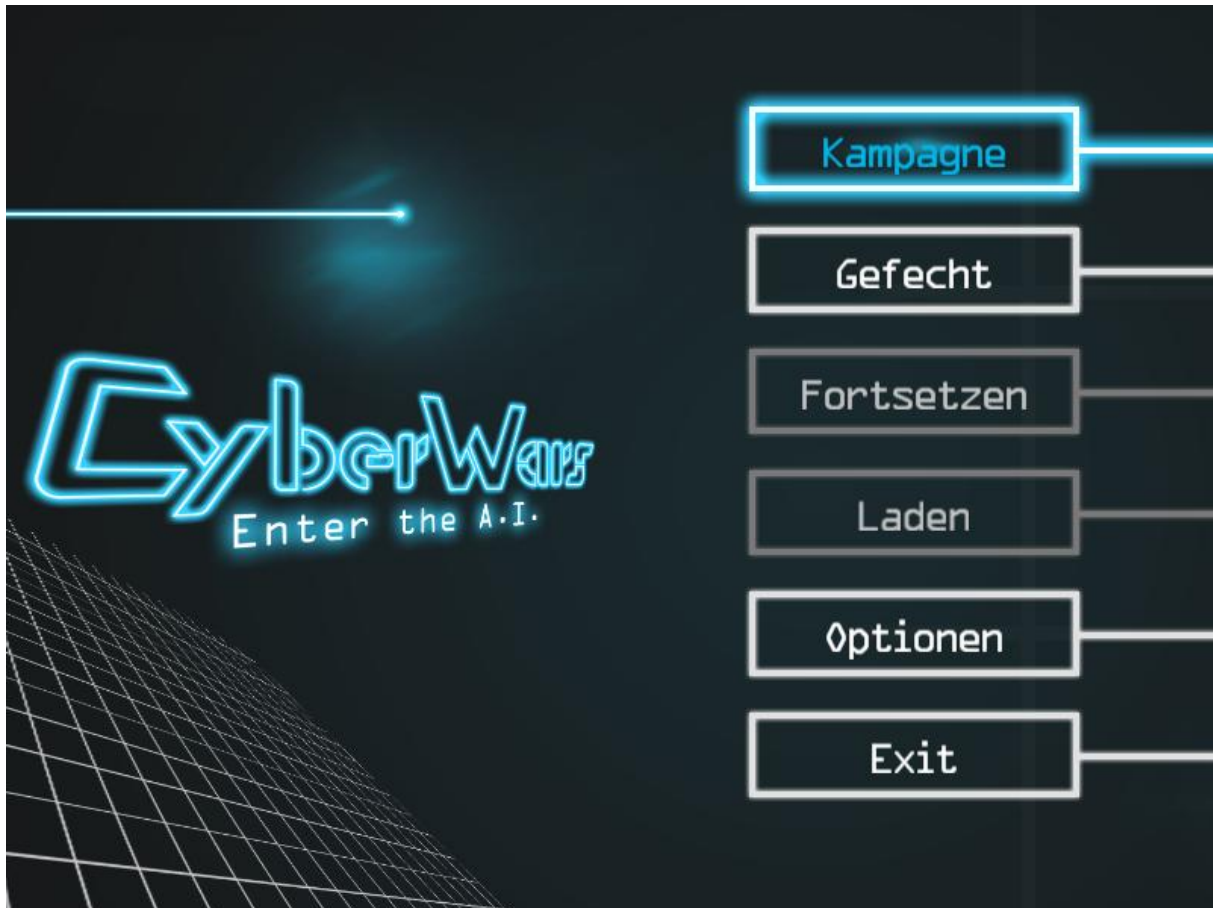 Kampagne
Gefecht
Fortsetzen
CyberWars
Enter the A.I.
Laden
Optionen
Exit